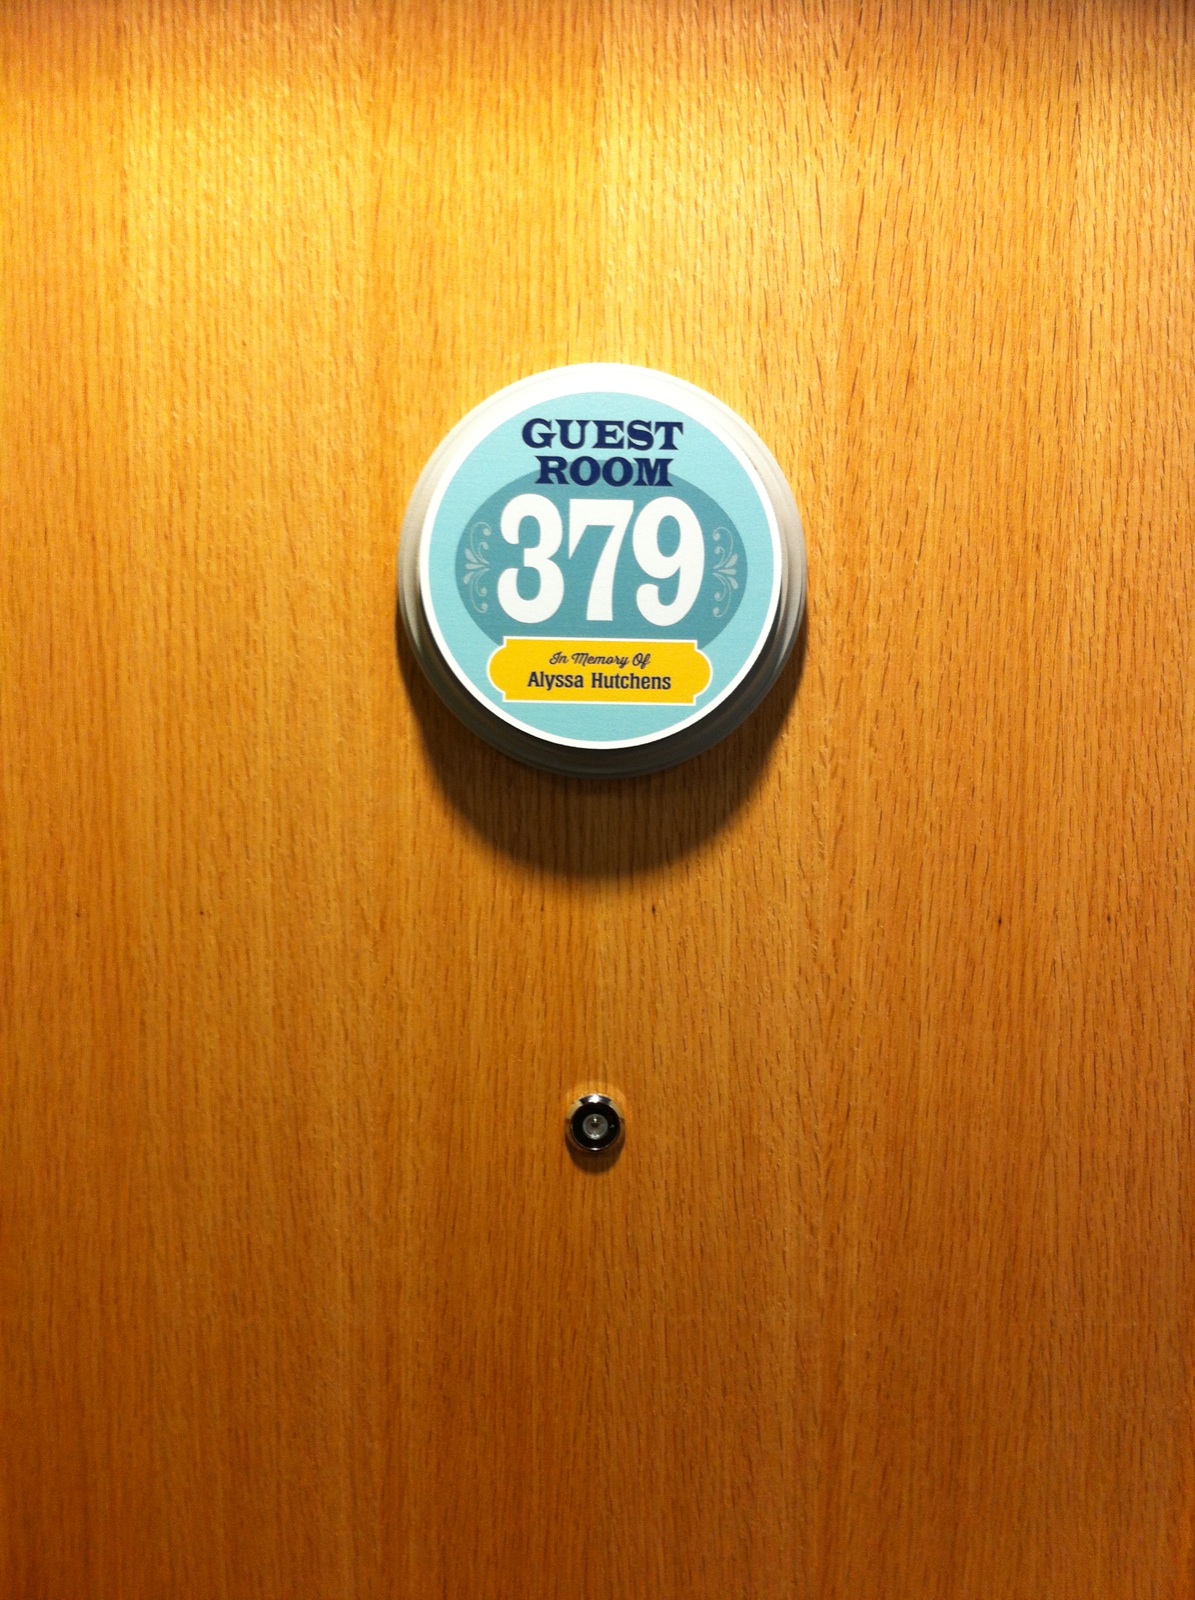 GUEST
ROOM
379
In Memory Of
Alyssa Hutchens